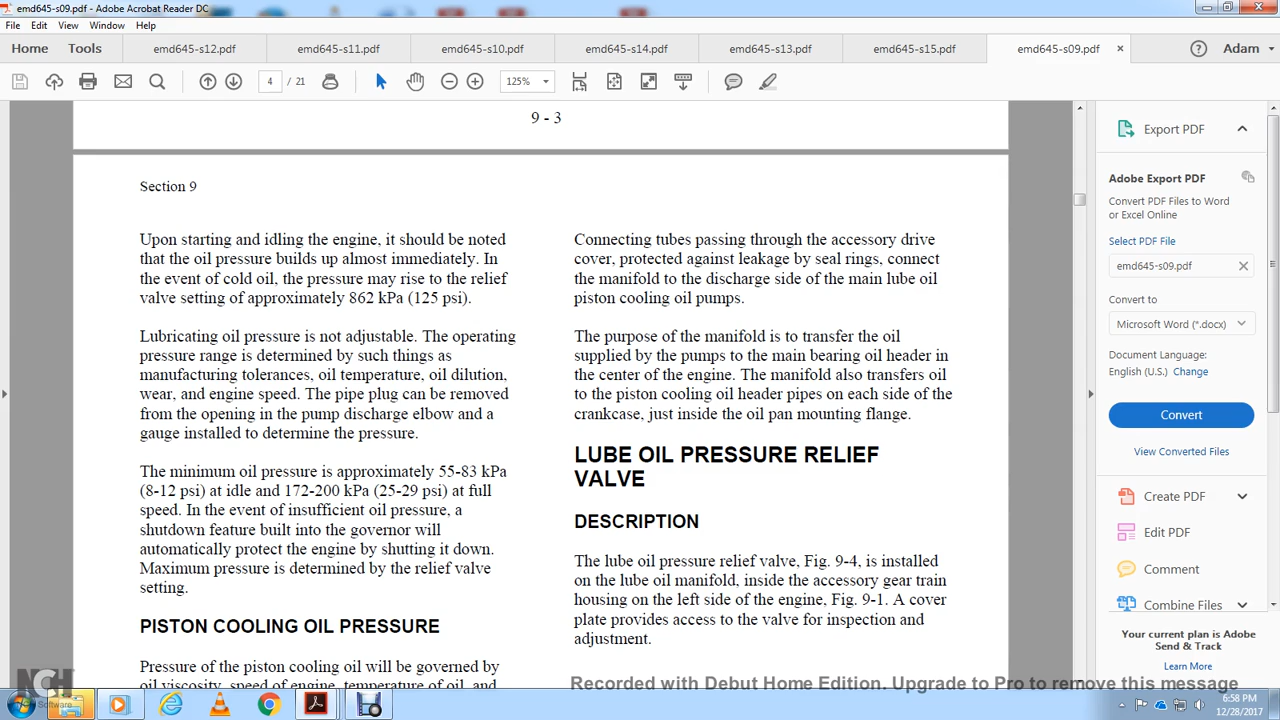 emd645-s09.pdf - Adobe Acrobat Reader DC
File Edit View Window Help
Home Tools emd645-s12.pdf emd645-s11.pdf emd645-s10.pdf emd645-s14.pdf emd645-s13.pdf emd645-s15.pdf emd645-s09.pdf × Adam
4 / 21 125%
9 - 3
Section 9
Upon starting and idling the engine, it should be noted
that the oil pressure builds up almost immediately. In
the event of cold oil, the pressure may rise to the relief
valve setting of approximately 862 kPa (125 psi).
Lubricating oil pressure is not adjustable. The operating
pressure range is determined by such things as
manufacturing tolerances, oil temperature, oil dilution,
wear, and engine speed. The pipe plug can be removed
from the opening in the pump discharge elbow and a
gauge installed to determine the pressure.
The minimum oil pressure is approximately 55-83 kPa
(8-12 psi) at idle and 172-200 kPa (25-29 psi) at full
speed. In the event of insufficient oil pressure, a
shutdown feature built into the governor will
automatically protect the engine by shutting it down.
Maximum pressure is determined by the relief valve
setting.
PISTON COOLING OIL PRESSURE
Pressure of the piston cooling oil will be governed by
oil viscosity, speed of engine, temperature of oil, and
Connecting tubes passing through the accessory drive
cover, protected against leakage by seal rings, connect
the manifold to the discharge side of the main lube oil
piston cooling oil pumps.
The purpose of the manifold is to transfer the oil
supplied by the pumps to the main bearing oil header in
the center of the engine. The manifold also transfers oil
to the piston cooling oil header pipes on each side of the
crankcase, just inside the oil pan mounting flange.
LUBE OIL PRESSURE RELIEF
VALVE
DESCRIPTION
The lube oil pressure relief valve, Fig. 9-4, is installed
on the lube oil manifold, inside the accessory gear train
housing on the left side of the engine, Fig. 9-1. A cover
plate provides access to the valve for inspection and
adjustment.
Export PDF
Adobe Export PDF
Convert PDF Files to Word
or Excel Online
Select PDF File
emd645-s09.pdf
Convert to
Microsoft Word (*.docx)
Document Language:
English (U.S.) Change
Convert
View Converted Files
Create PDF
Edit PDF
Comment
Combine Files
Your current plan is Adobe
Send & Track
Learn More
NCH
Software
Recorded with Debut Home Edition. Upgrade to Pro to remove this message
6:58 PM
12/28/2017